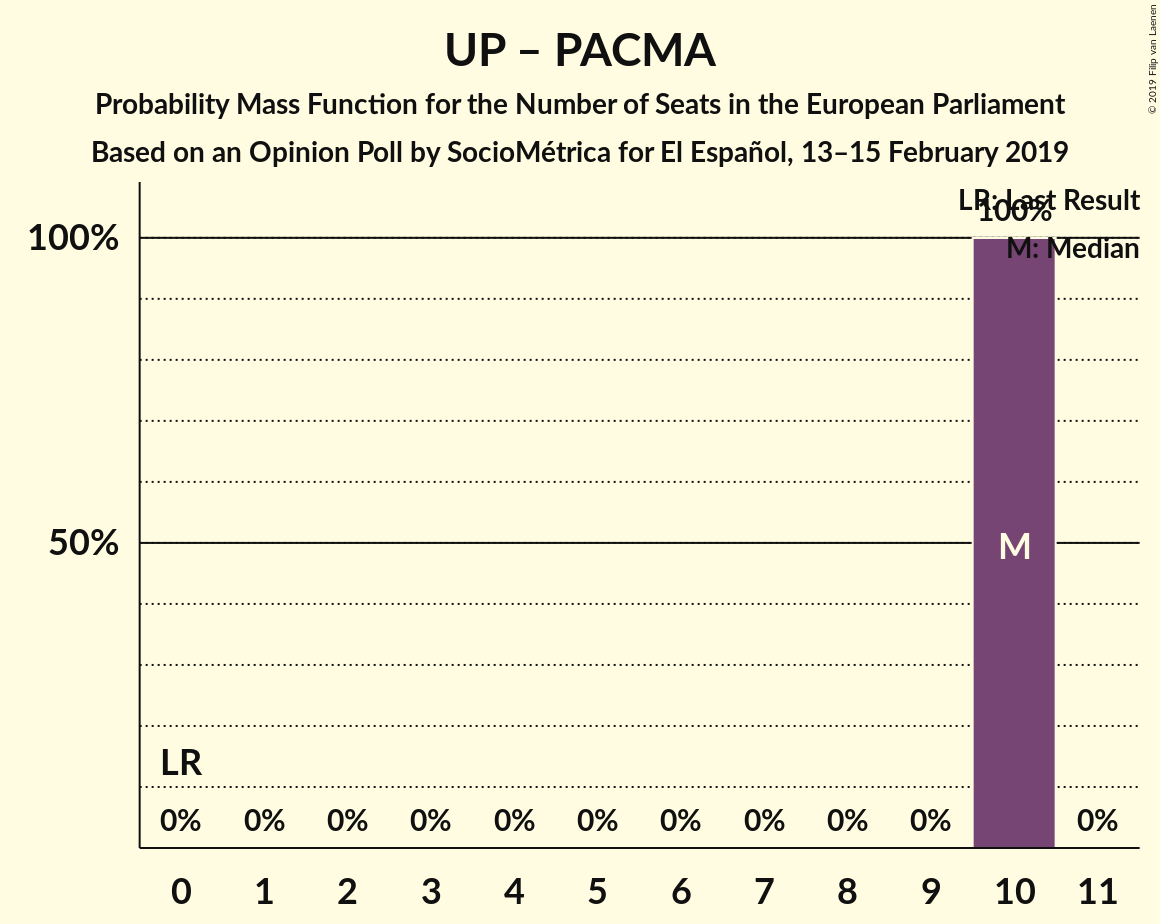 UP – PACMA
Probability Mass Function for the Number of Seats in the European Parliament
Based on an Opinion Poll by SocioMétrica for El Español, 13–15 February 2019
© 2019 Filip van Laenen
LR: Last Result
100%
M: Median
100%
50%
M
LR
0% 0% 0% 0% 0% 0% 0% 0% 0% 0% 0%
0 1 2 3 4 5 6 7 8 9 10 11